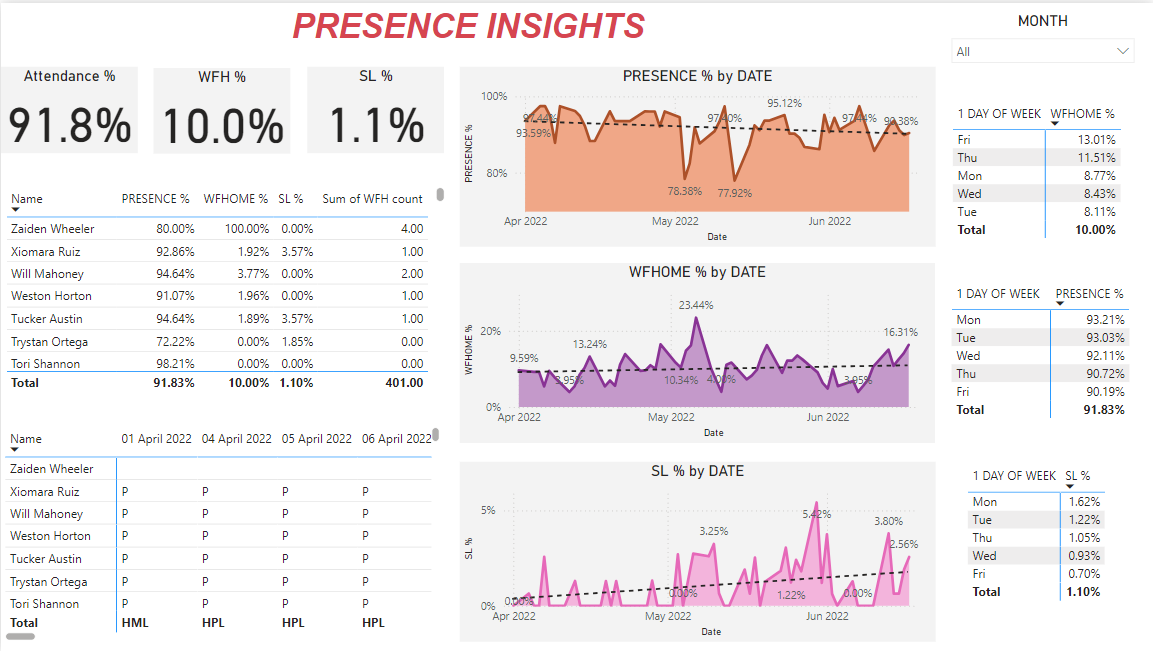 PRESENCE INSIGHTS
MONTH
All
Attendance %
91.8%
WFH %
10.0%
SL %
1.1%
Name PRESENCE % WFHOME % SL % Sum of WFH count
Zaiden Wheeler 80.00% 100.00% 0.00% 4.00
Xiomara Ruiz 92.86% 1.92% 3.57% 1.00
Will Mahoney 94.64% 3.77% 0.00% 2.00
Weston Horton 91.07% 1.96% 0.00% 1.00
Tucker Austin 94.64% 1.89% 3.57% 1.00
Trystan Ortega 72.22% 0.00% 1.85% 0.00
Tori Shannon 98.21% 0.00% 0.00% 0.00
Total 91.83% 10.00% 1.10% 401.00
Name 01 April 2022 04 April 2022 05 April 2022 06 April 2022
Zaiden Wheeler
Xiomara Ruiz P P P P
Will Mahoney P P P P
Weston Horton P P P P
Tucker Austin P P P P
Trystan Ortega P P P P
Tori Shannon P P P P
Total HML HPL HPL HPL
PRESENCE % by DATE
PRESENCE %
100%
80%
97.44%
93.59%
78.38%
97.40%
77.92%
95.12%
97.44%
90.38%
Apr 2022 May 2022 Jun 2022
Date
WFHOME % by DATE
WFHOME %
20%
0%
9.59%
3.95%
13.24%
23.44%
10.34%
4.00%
3.95%
16.31%
Apr 2022 May 2022 Jun 2022
Date
SL % by DATE
SL %
5%
0%
0.00%
0.00%
3.25%
1.22%
5.42%
0.00%
3.80%
2.56%
Apr 2022 May 2022 Jun 2022
Date
1 DAY OF WEEK WFHOME %
Fri 13.01%
Thu 11.51%
Mon 8.77%
Wed 8.43%
Tue 8.11%
Total 10.00%
1 DAY OF WEEK PRESENCE %
Mon 93.21%
Tue 93.03%
Wed 92.11%
Thu 90.72%
Fri 90.19%
Total 91.83%
1 DAY OF WEEK SL %
Mon 1.62%
Tue 1.22%
Thu 1.05%
Wed 0.93%
Fri 0.70%
Total 1.10%